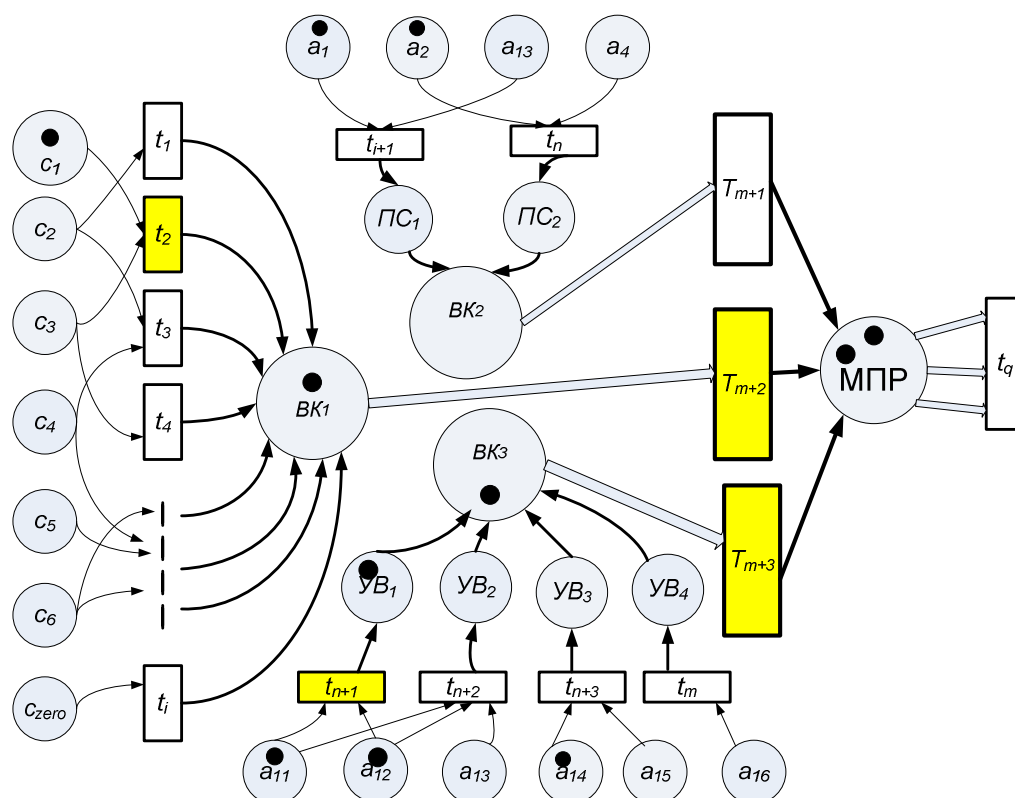 a1 a2 a13 a4
c1 t1 ti+1 tn
c2 t2 ПС1 ПС2 Tm+1
c3 t3 ВК2
c4 t4 ВК1 Tm+2 МПР tq
ВК3
c5 Tm+3
c6 УВ1 УВ2 УВ3 УВ4
czero ti tn+1 tn+2 tn+3 tm
a11 a12 a13 a14 a15 a16